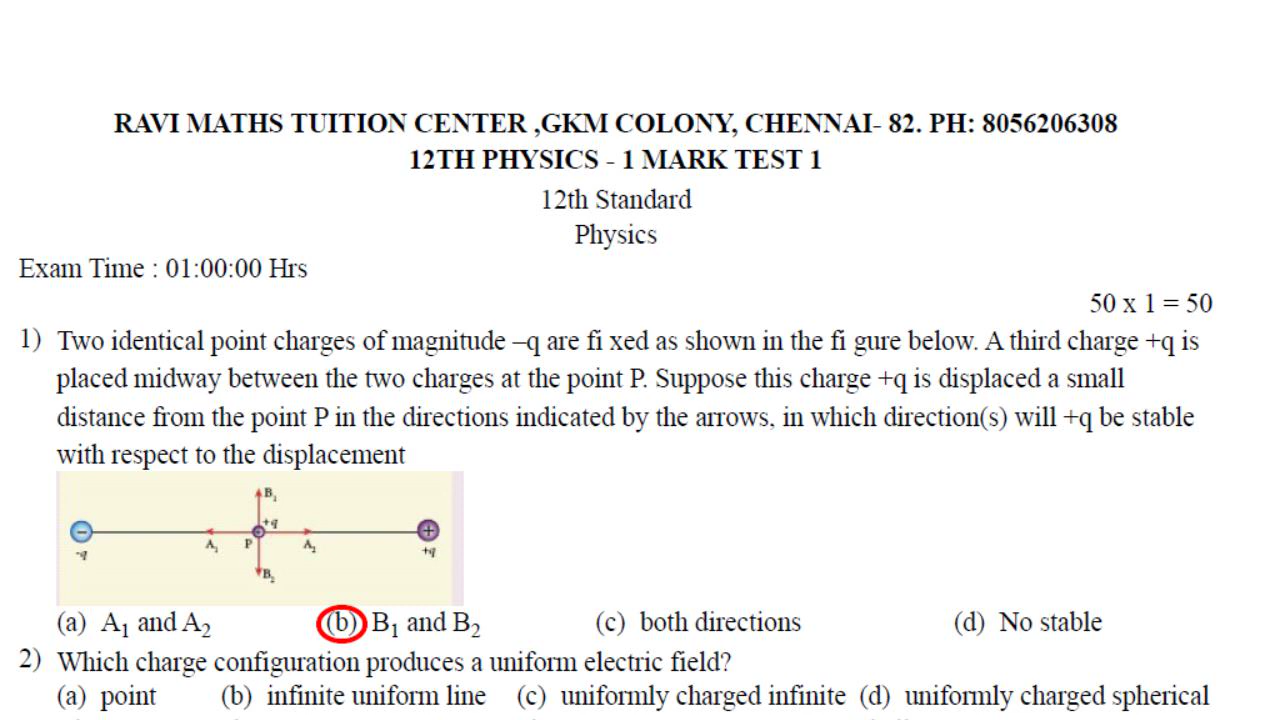 RAVI MATHS TUITION CENTER ,GKM COLONY, CHENNAI- 82. PH: 8056206308
12TH PHYSICS - 1 MARK TEST 1
12th Standard
Physics
Exam Time : 01:00:00 Hrs
50 x 1 = 50
1) Two identical point charges of magnitude –q are fi xed as shown in the fi gure below. A third charge +q is
placed midway between the two charges at the point P. Suppose this charge +q is displaced a small
distance from the point P in the directions indicated by the arrows, in which direction(s) will +q be stable
with respect to the displacement
B₁
+q
− +
A₁ P A₂
-q +q
B₂
(a) A₁ and A₂ (b) B₁ and B₂ (c) both directions (d) No stable
2) Which charge configuration produces a uniform electric field?
(a) point (b) infinite uniform line (c) uniformly charged infinite (d) uniformly charged spherical